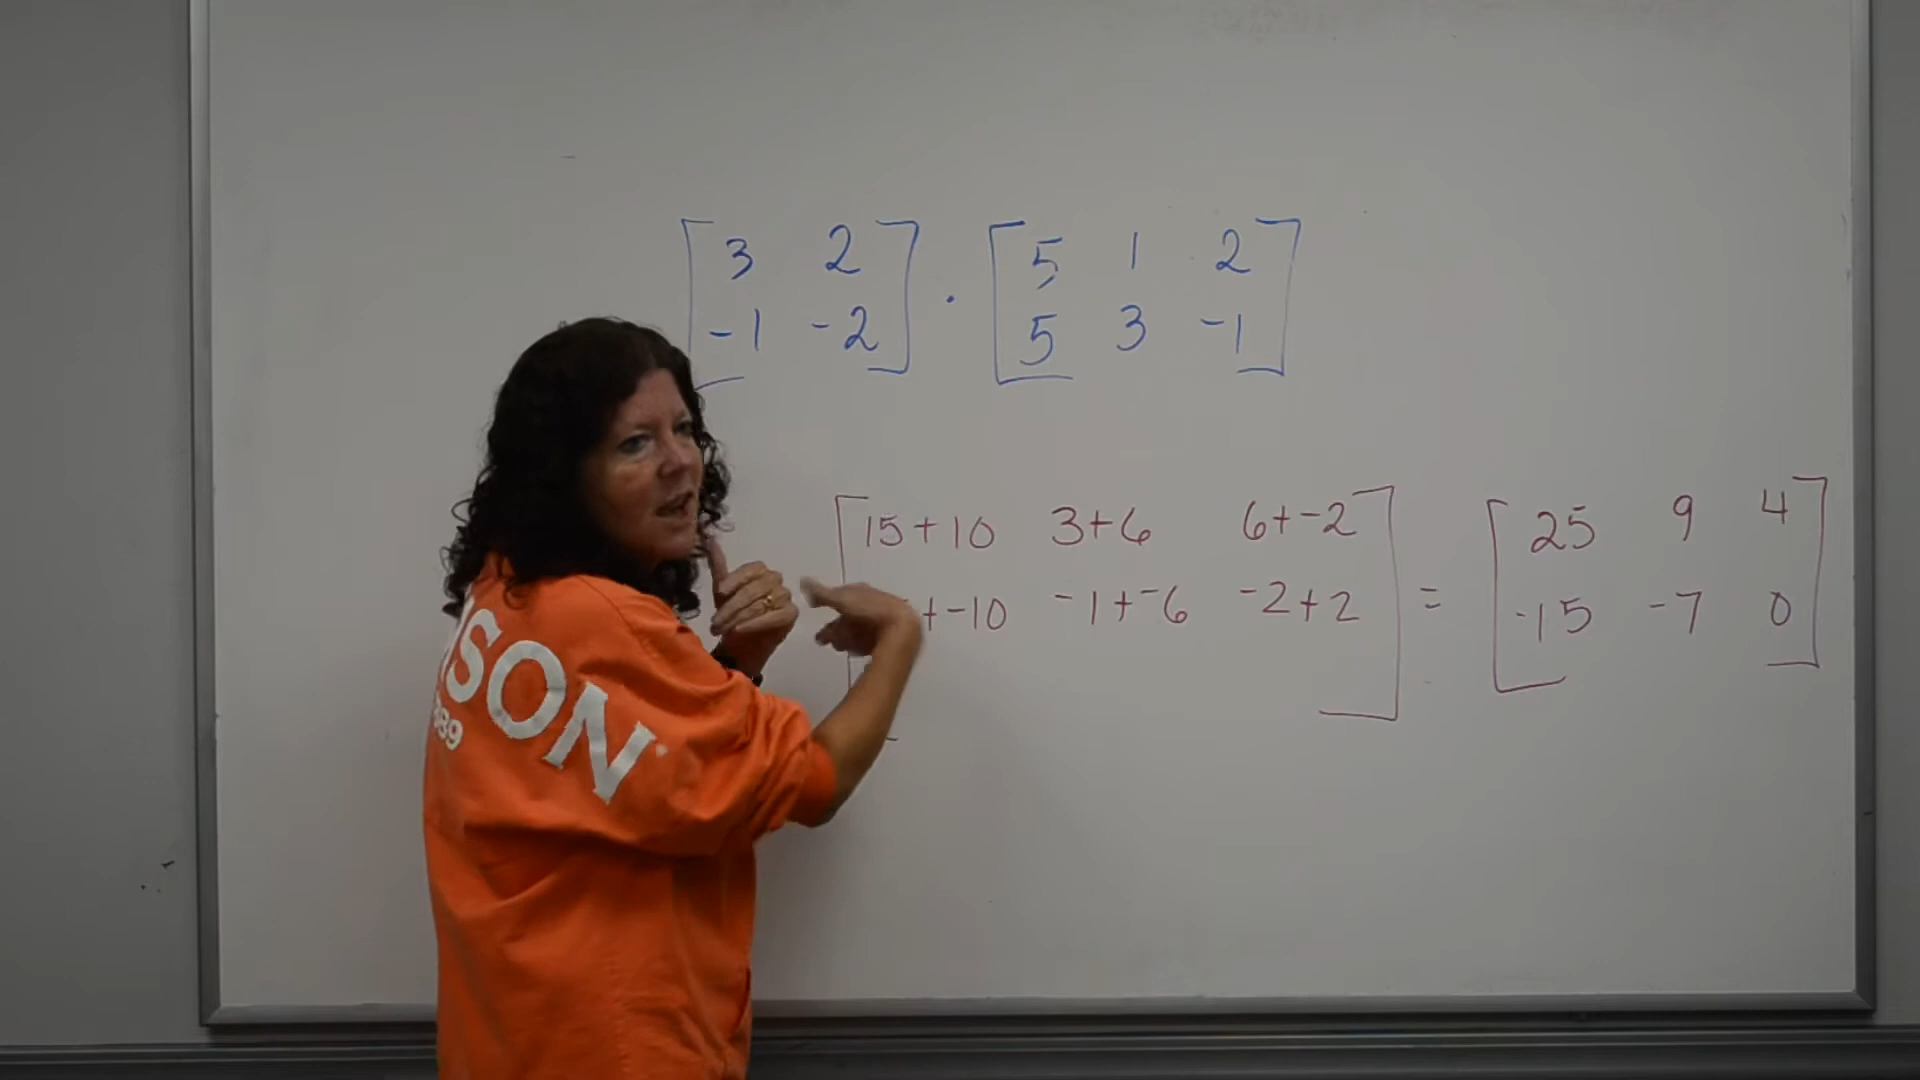 [3 2] · [5 1 2]
[-1 -2] [5 3 -1]
[15+10 3+6 6+-2] = [25 9 4]
+-10 -1+-6 -2+2] [-15 -7 0]
SON
89